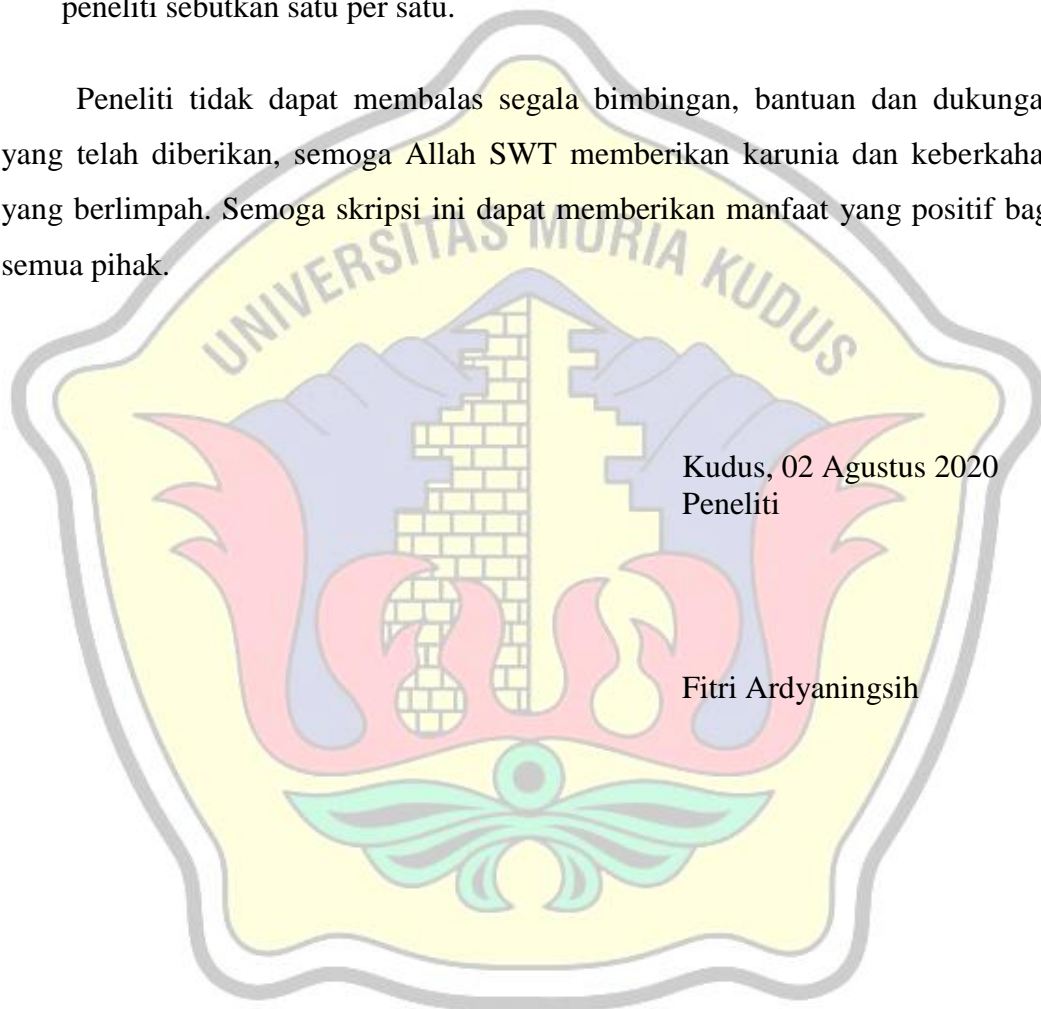 peneliti sebutkan satu per satu.
Peneliti tidak dapat membalas segala bimbingan, bantuan dan dukunga
yang telah diberikan, semoga Allah SWT memberikan karunia dan keberkaha
yang berlimpah. Semoga skripsi ini dapat memberikan manfaat yang positif bag
semua pihak.
UNIVERSITAS MURIA KUDUS
Kudus, 02 Agustus 2020
Peneliti
Fitri Ardyaningsih